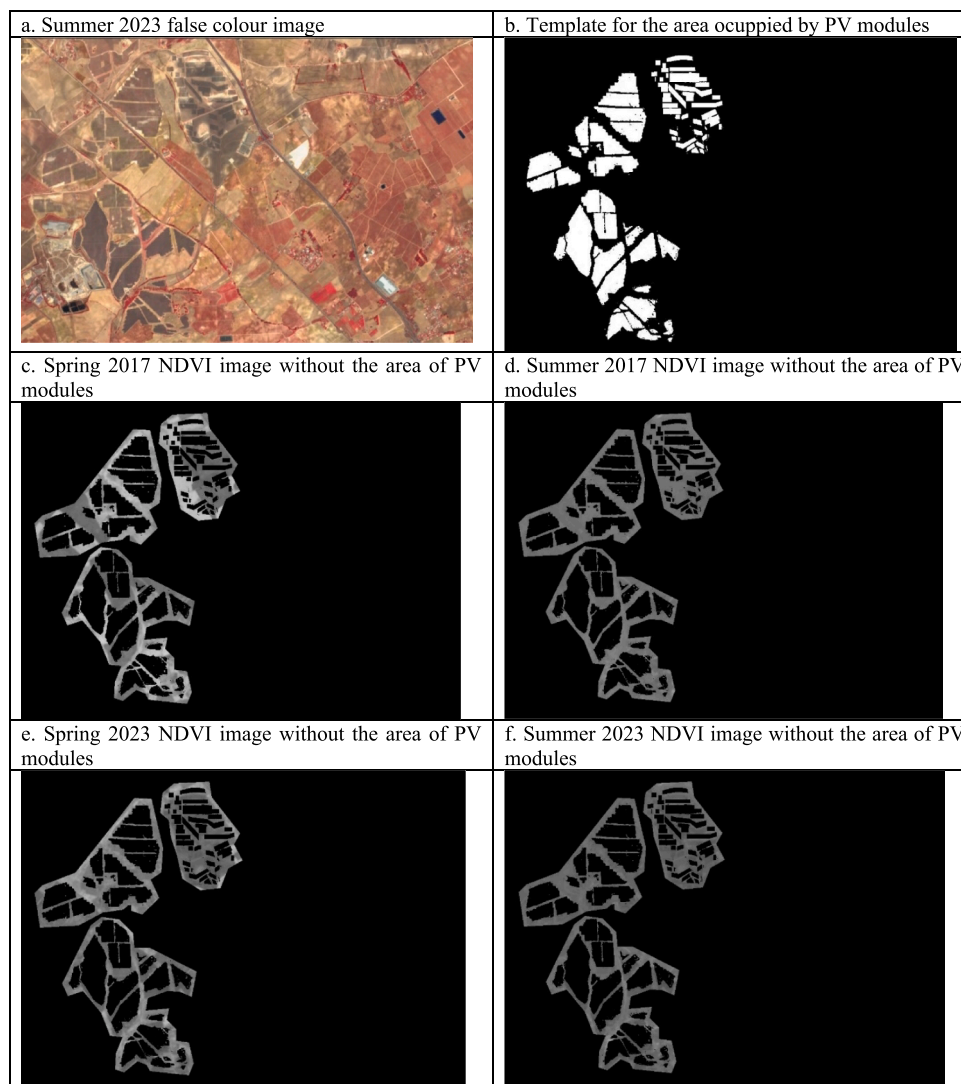 a. Summer 2023 false colour image
b. Template for the area ocuppied by PV modules
c. Spring 2017 NDVI image without the area of PV
modules
d. Summer 2017 NDVI image without the area of PV
modules
e. Spring 2023 NDVI image without the area of PV
modules
f. Summer 2023 NDVI image without the area of PV
modules